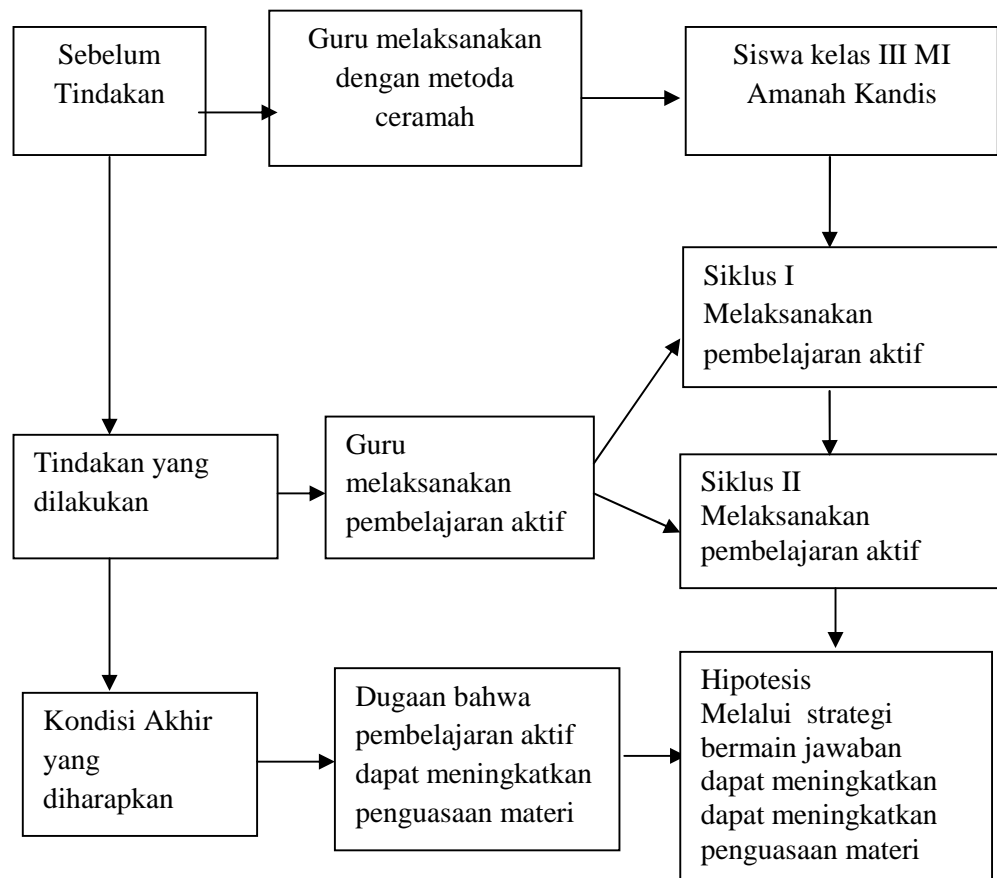 Sebelum
Tindakan
Guru melaksanakan
dengan metoda
ceramah
Siswa kelas III MI
Amanah Kandis
Siklus I
Melaksanakan
pembelajaran aktif
Tindakan yang
dilakukan
Guru
melaksanakan
pembelajaran aktif
Siklus II
Melaksanakan
pembelajaran aktif
Kondisi Akhir
yang
diharapkan
Dugaan bahwa
pembelajaran aktif
dapat meningkatkan
penguasaan materi
Hipotesis
Melalui strategi
bermain jawaban
dapat meningkatkan
dapat meningkatkan
penguasaan materi